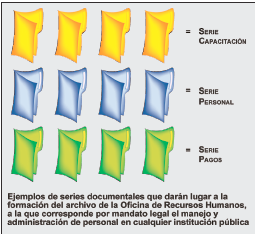 = SERIE
CAPACITACIÓN
= SERIE
PERSONAL
= SERIE
PAGOS
Ejemplos de series documentales que darán lugar a la
formación del archivo de la Oficina de Recursos Humanos,
a la que corresponde por mandato legal el manejo y
administración de personal en cualquier institución pública